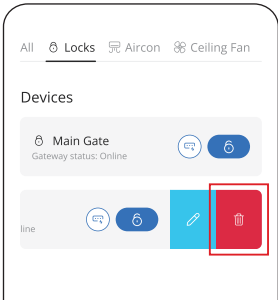 All Locks Aircon Ceiling Fan
Devices
Main Gate
Gateway status: Online
line